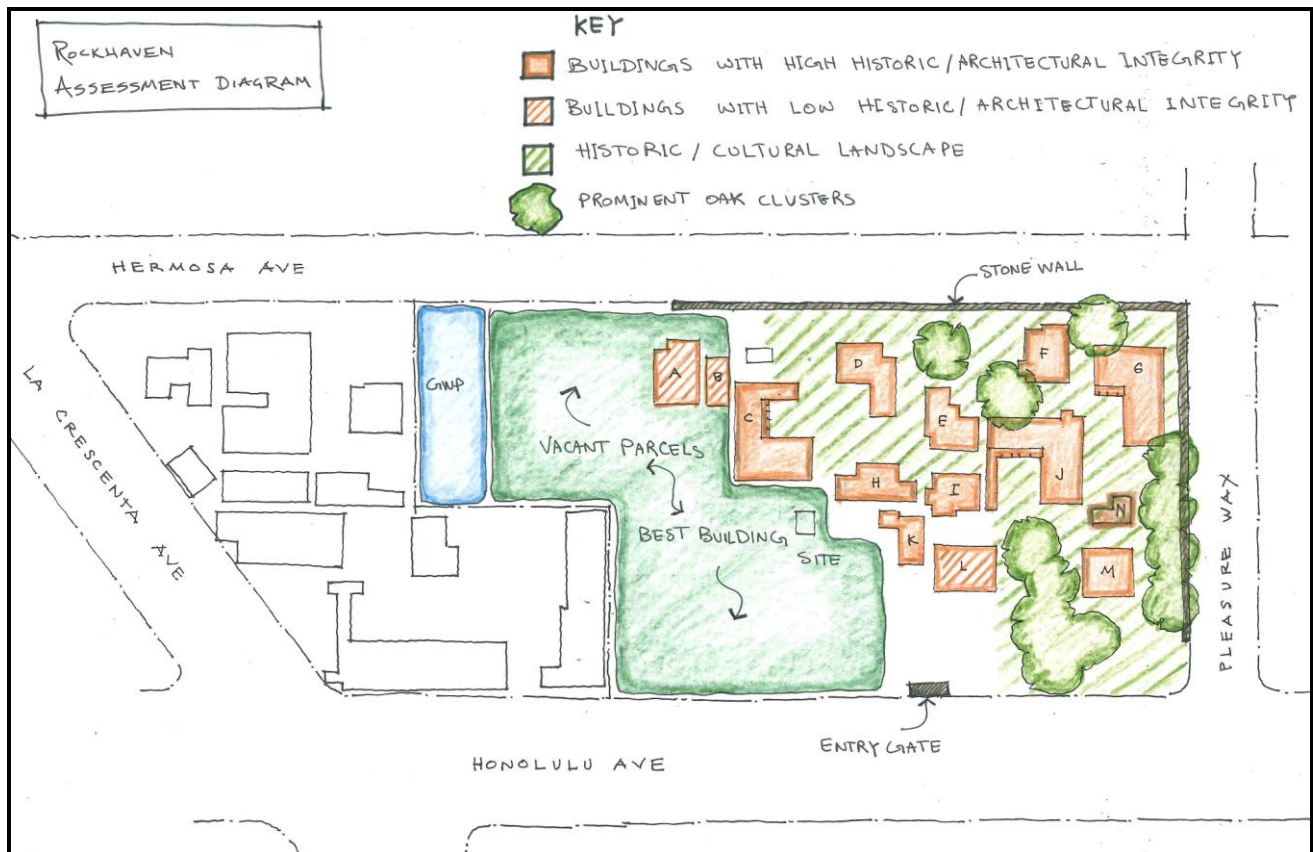 ROCKHAVEN
ASSESSMENT DIAGRAM
KEY
BUILDINGS WITH HIGH HISTORIC/ARCHITECTURAL INTEGRITY
BUILDINGS WITH LOW HISTORIC/ARCHITECTURAL INTEGRITY
HISTORIC / CULTURAL LANDSCAPE
PROMINENT OAK CLUSTERS
HERMOSA AVE
STONE WALL
LA CRESCENTA AVE
GWP
VACANT PARCELS
BEST BUILDING
SITE
A
B
C
D
E
F
G
H
I
J
K
L
M
N
PLEASURE WAY
ENTRY GATE
HONOLULU AVE